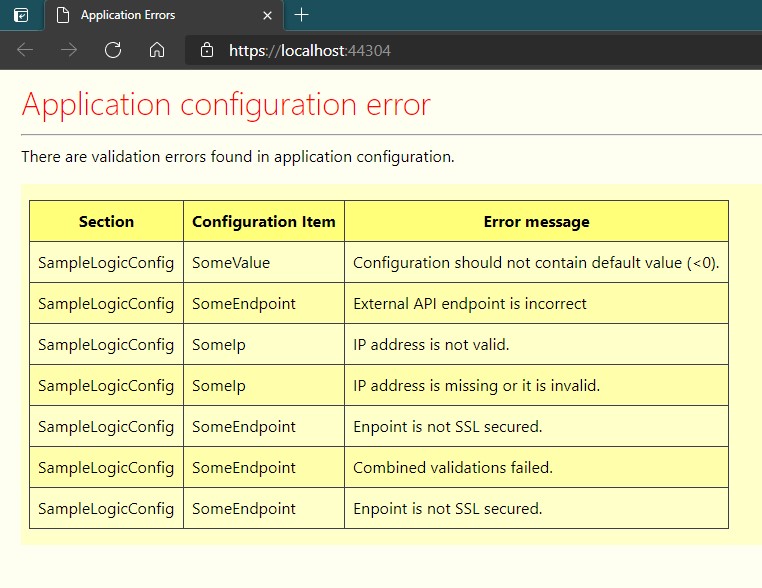 Application Errors
https://localhost:44304
Application configuration error
There are validation errors found in application configuration.
Section Configuration Item Error message
SampleLogicConfig SomeValue Configuration should not contain default value (<0).
SampleLogicConfig SomeEndpoint External API endpoint is incorrect
SampleLogicConfig SomeIp IP address is not valid.
SampleLogicConfig SomeIp IP address is missing or it is invalid.
SampleLogicConfig SomeEndpoint Enpoint is not SSL secured.
SampleLogicConfig SomeEndpoint Combined validations failed.
SampleLogicConfig SomeEndpoint Enpoint is not SSL secured.